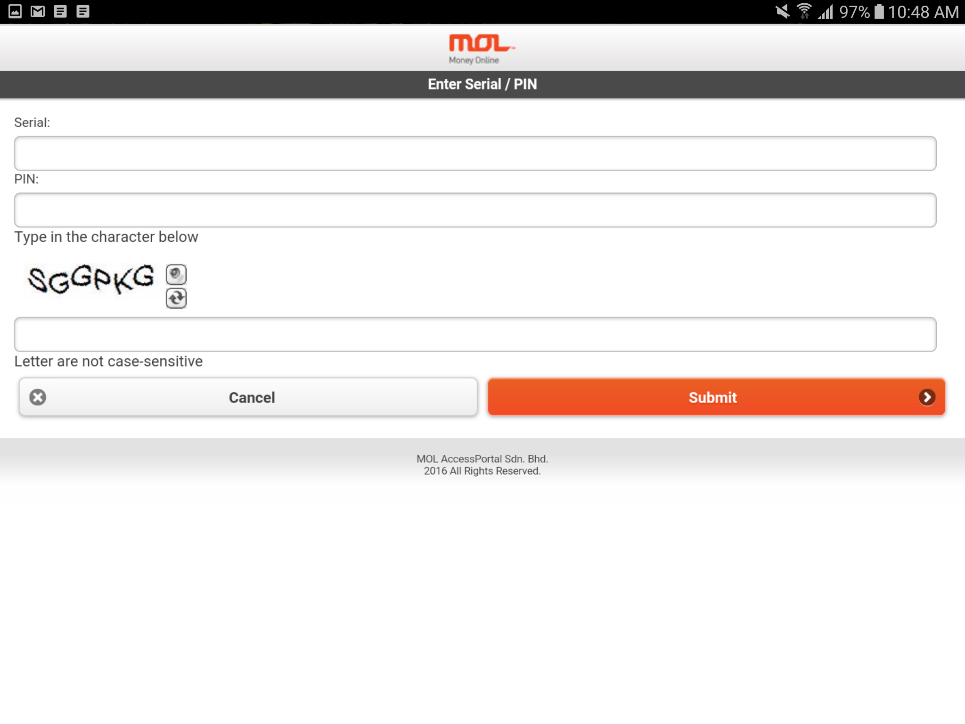 97% 10:48 AM
MOL™
Money Online
Enter Serial / PIN
Serial:
PIN:
Type in the character below
SGGPKG
Letter are not case-sensitive
Cancel
Submit
MOL AccessPortal Sdn. Bhd.
2016 All Rights Reserved.